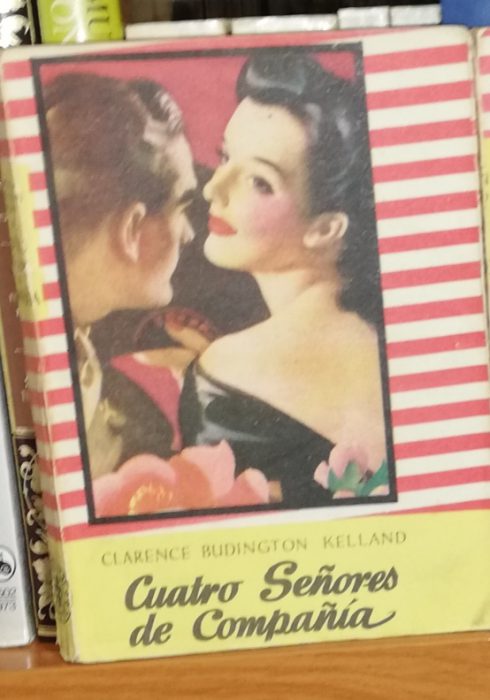 CLARENCE BUDINGTON KELLAND
Cuatro Señores
de Compañía